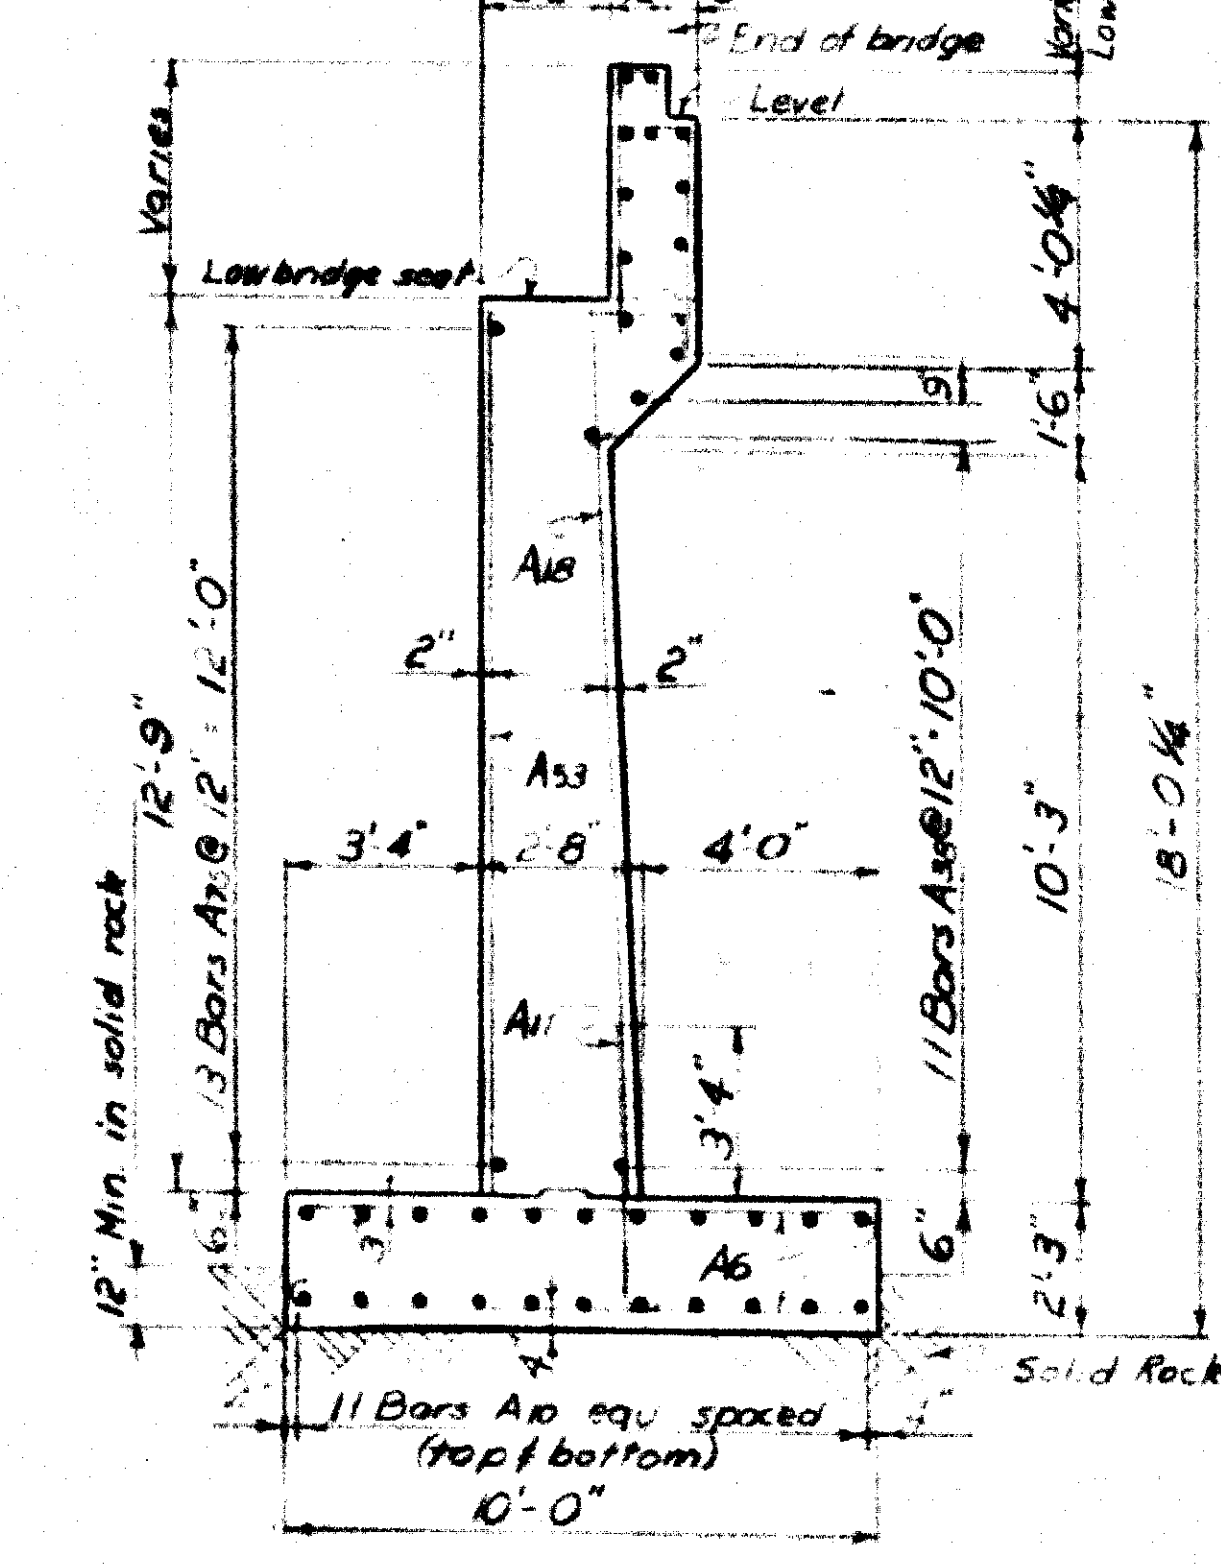 End of bridge
Level
Varies
Low bridge seat
4'-0¼"
9"
1'-6"
A18
2"
2"
13 Bars A73 @ 12" = 12'-0"
12'-9"
A53
11 Bars A38 @ 12" = 10'-0"
10'-3"
18'-0¼"
3'-4"
2'-8"
4'-0"
A11
3'-4"
12" Min. in solid rock
6"
3
A6
6"
2'-3"
4
Solid Rock
11 Bars A10 equ spaced
(top & bottom)
10'-0"